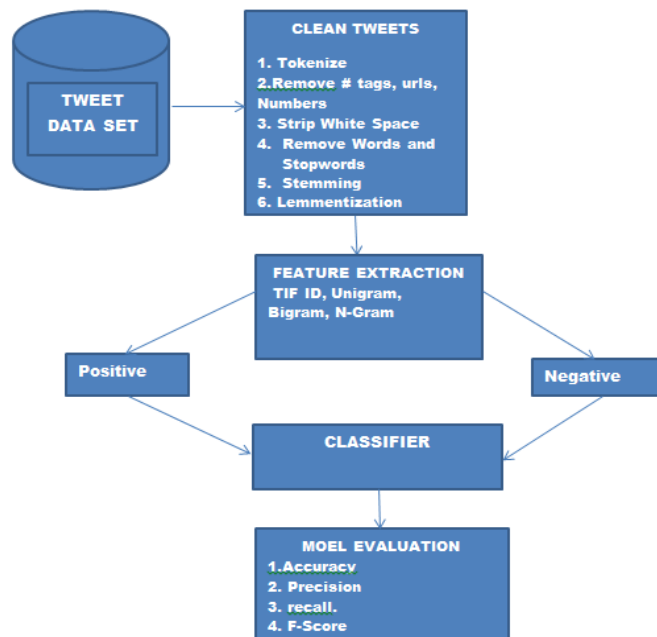 TWEET
DATA SET
CLEAN TWEETS
1. Tokenize
2.Remove # tags, urls,
Numbers
3. Strip White Space
4. Remove Words and
Stopwords
5. Stemming
6. Lemmentization
FEATURE EXTRACTION
TIF ID, Unigram,
Bigram, N-Gram
Positive
Negative
CLASSIFIER
MOEL EVALUATION
1.Accuracy
2. Precision
3. recall.
4. F-Score